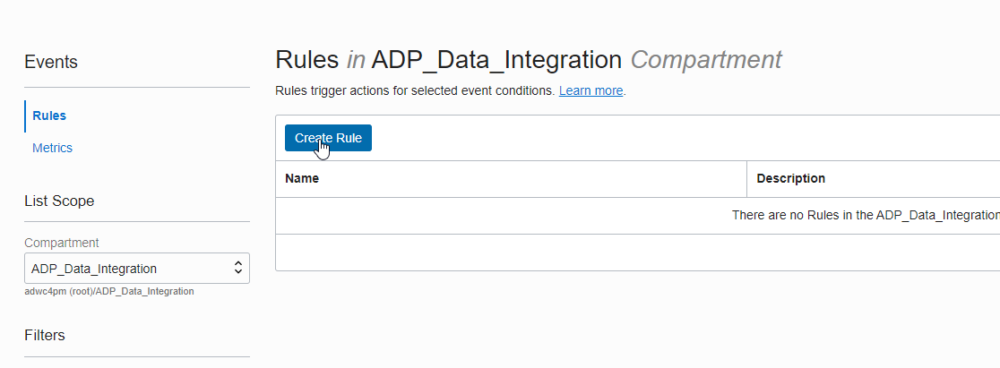 Events
Rules
Metrics
List Scope
Compartment
ADP_Data_Integration
adwc4pm (root)/ADP_Data_Integration
Filters
Rules in ADP_Data_Integration Compartment
Rules trigger actions for selected event conditions. Learn more.
Create Rule
Name Description
There are no Rules in the ADP_Data_Integration